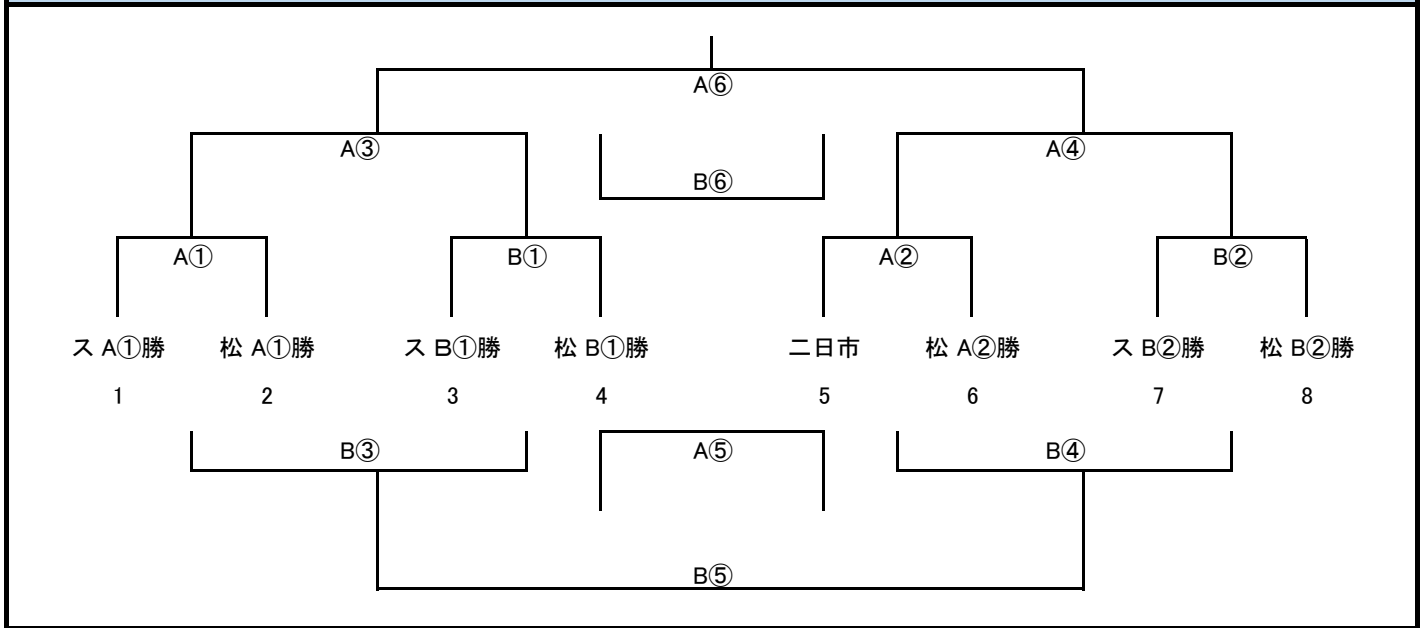 A⑥
A③ A④
B⑥
A① B① A② B②
ス A①勝 松 A①勝 ス B①勝 松 B①勝 二日市 松 A②勝 ス B②勝 松 B②勝
1 2 3 4 5 6 7 8
B③ A⑤ B④
B⑤